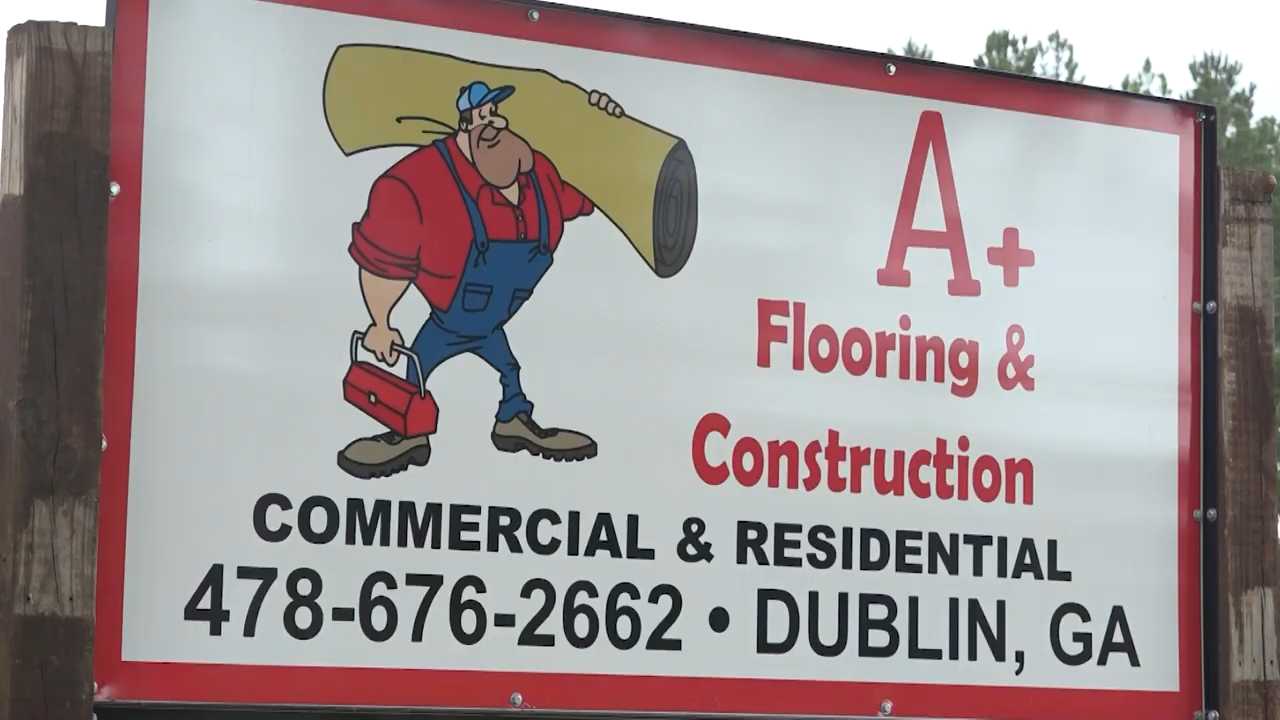 A+
Flooring &
Construction
COMMERCIAL & RESIDENTIAL
478-676-2662 • DUBLIN, GA